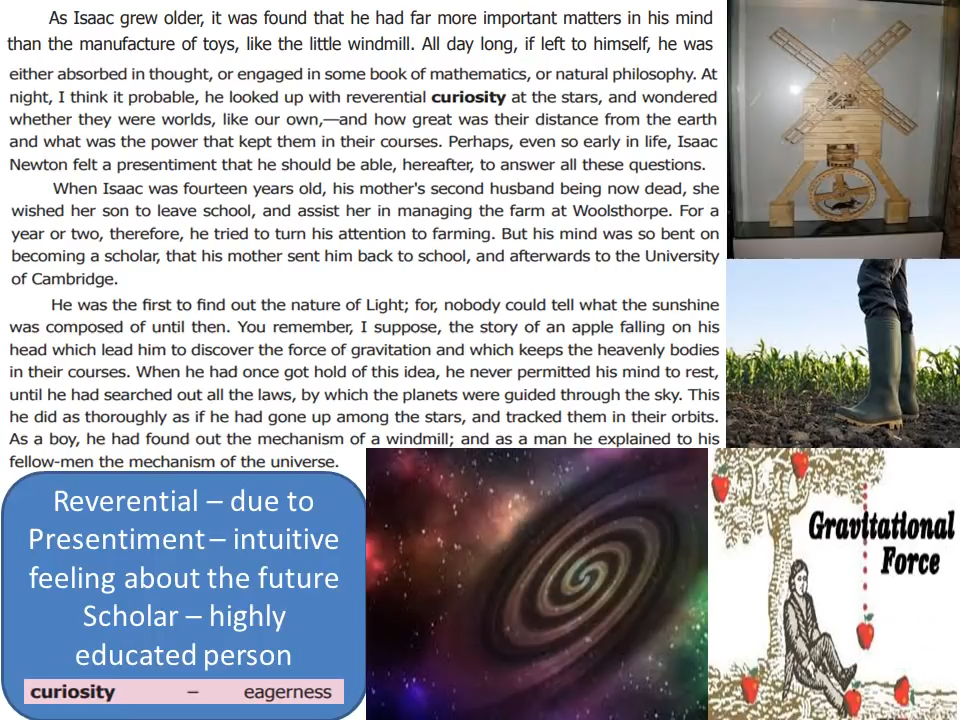 As Isaac grew older, it was found that he had far more important matters in his mind
than the manufacture of toys, like the little windmill. All day long, if left to himself, he was
either absorbed in thought, or engaged in some book of mathematics, or natural philosophy. At
night, I think it probable, he looked up with reverential curiosity at the stars, and wondered
whether they were worlds, like our own,—and how great was their distance from the earth
and what was the power that kept them in their courses. Perhaps, even so early in life, Isaac
Newton felt a presentiment that he should be able, hereafter, to answer all these questions.
When Isaac was fourteen years old, his mother's second husband being now dead, she
wished her son to leave school, and assist her in managing the farm at Woolsthorpe. For a
year or two, therefore, he tried to turn his attention to farming. But his mind was so bent on
becoming a scholar, that his mother sent him back to school, and afterwards to the University
of Cambridge.
He was the first to find out the nature of Light; for, nobody could tell what the sunshine
was composed of until then. You remember, I suppose, the story of an apple falling on his
head which lead him to discover the force of gravitation and which keeps the heavenly bodies
in their courses. When he had once got hold of this idea, he never permitted his mind to rest,
until he had searched out all the laws, by which the planets were guided through the sky. This
he did as thoroughly as if he had gone up among the stars, and tracked them in their orbits.
As a boy, he had found out the mechanism of a windmill; and as a man he explained to his
fellow-men the mechanism of the universe.
Reverential – due to
Presentiment – intuitive
feeling about the future
Scholar – highly
educated person
curiosity – eagerness
Gravitational
Force